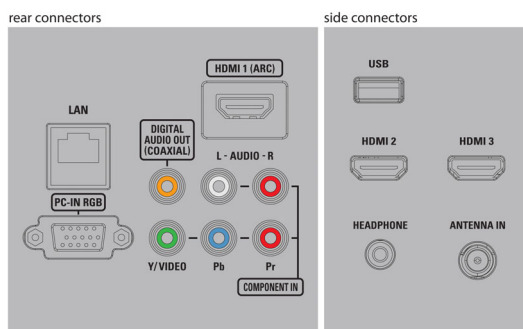 rear connectors
side connectors
HDMI 1 (ARC)
LAN
DIGITAL
AUDIO OUT
(COAXIAL)
L - AUDIO - R
PC-IN RGB
Y/VIDEO
Pb
Pr
COMPONENT IN
USB
HDMI 2
HDMI 3
HEADPHONE
ANTENNA IN